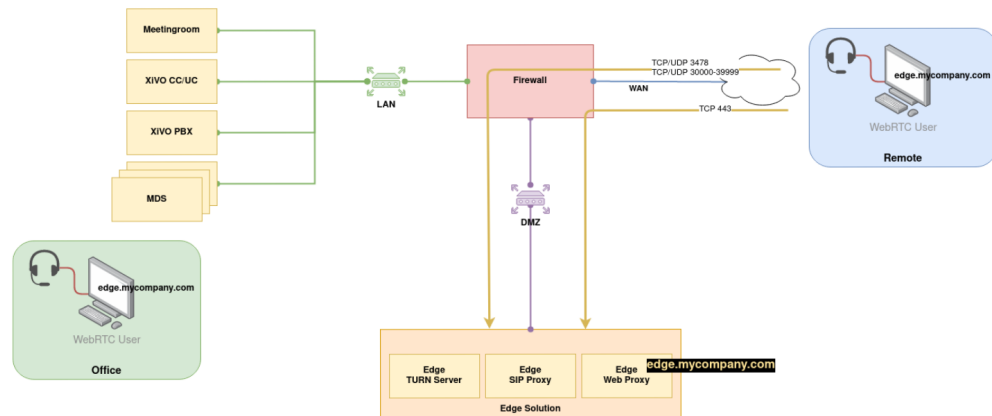 Meetingroom
XiVO CC/UC
XiVO PBX
MDS
LAN
Firewall
TCP/UDP 3478
TCP/UDP 30000-39999
WAN
TCP 443
edge.mycompany.com
WebRTC User
Remote
DMZ
edge.mycompany.com
WebRTC User
Office
Edge
TURN Server
Edge
SIP Proxy
Edge
Web Proxy
edge.mycompany.com
Edge Solution